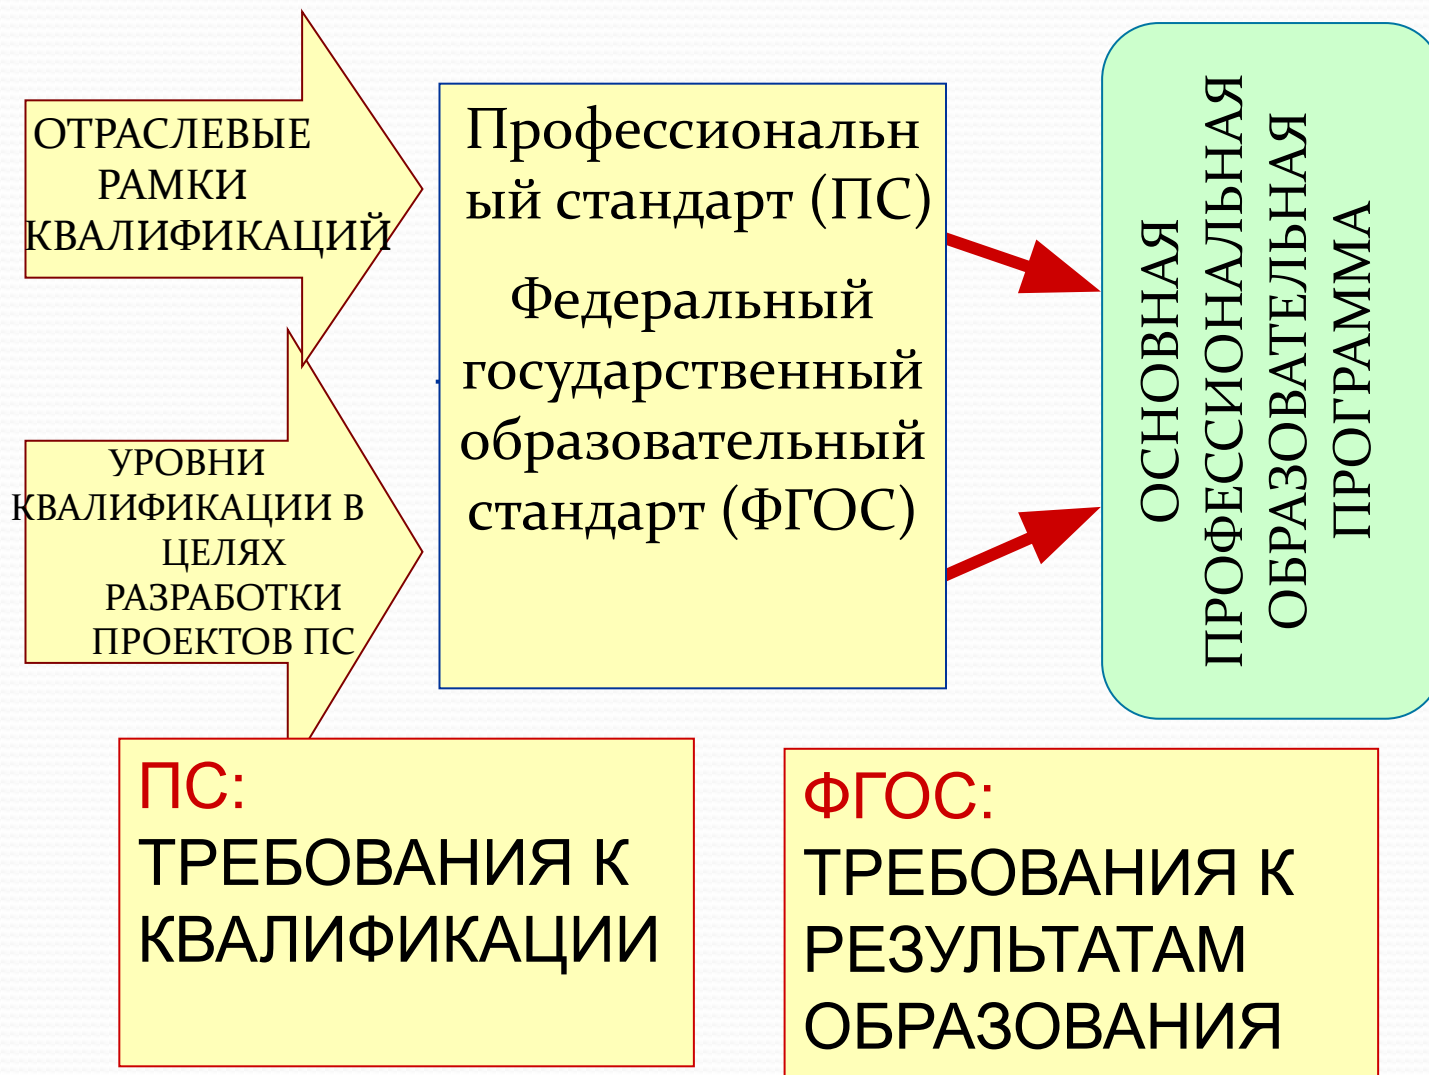 ОТРАСЛЕВЫЕ
РАМКИ
КВАЛИФИКАЦИЙ
УРОВНИ
КВАЛИФИКАЦИИ В
ЦЕЛЯХ
РАЗРАБОТКИ
ПРОЕКТОВ ПС
Профессиональн
ый стандарт (ПС)
Федеральный
государственный
образовательный
стандарт (ФГОС)
ОСНОВНАЯ
ПРОФЕССИОНАЛЬНАЯ
ОБРАЗОВАТЕЛЬНАЯ
ПРОГРАММА
ПС:
ТРЕБОВАНИЯ К
КВАЛИФИКАЦИИ
ФГОС:
ТРЕБОВАНИЯ К
РЕЗУЛЬТАТАМ
ОБРАЗОВАНИЯ